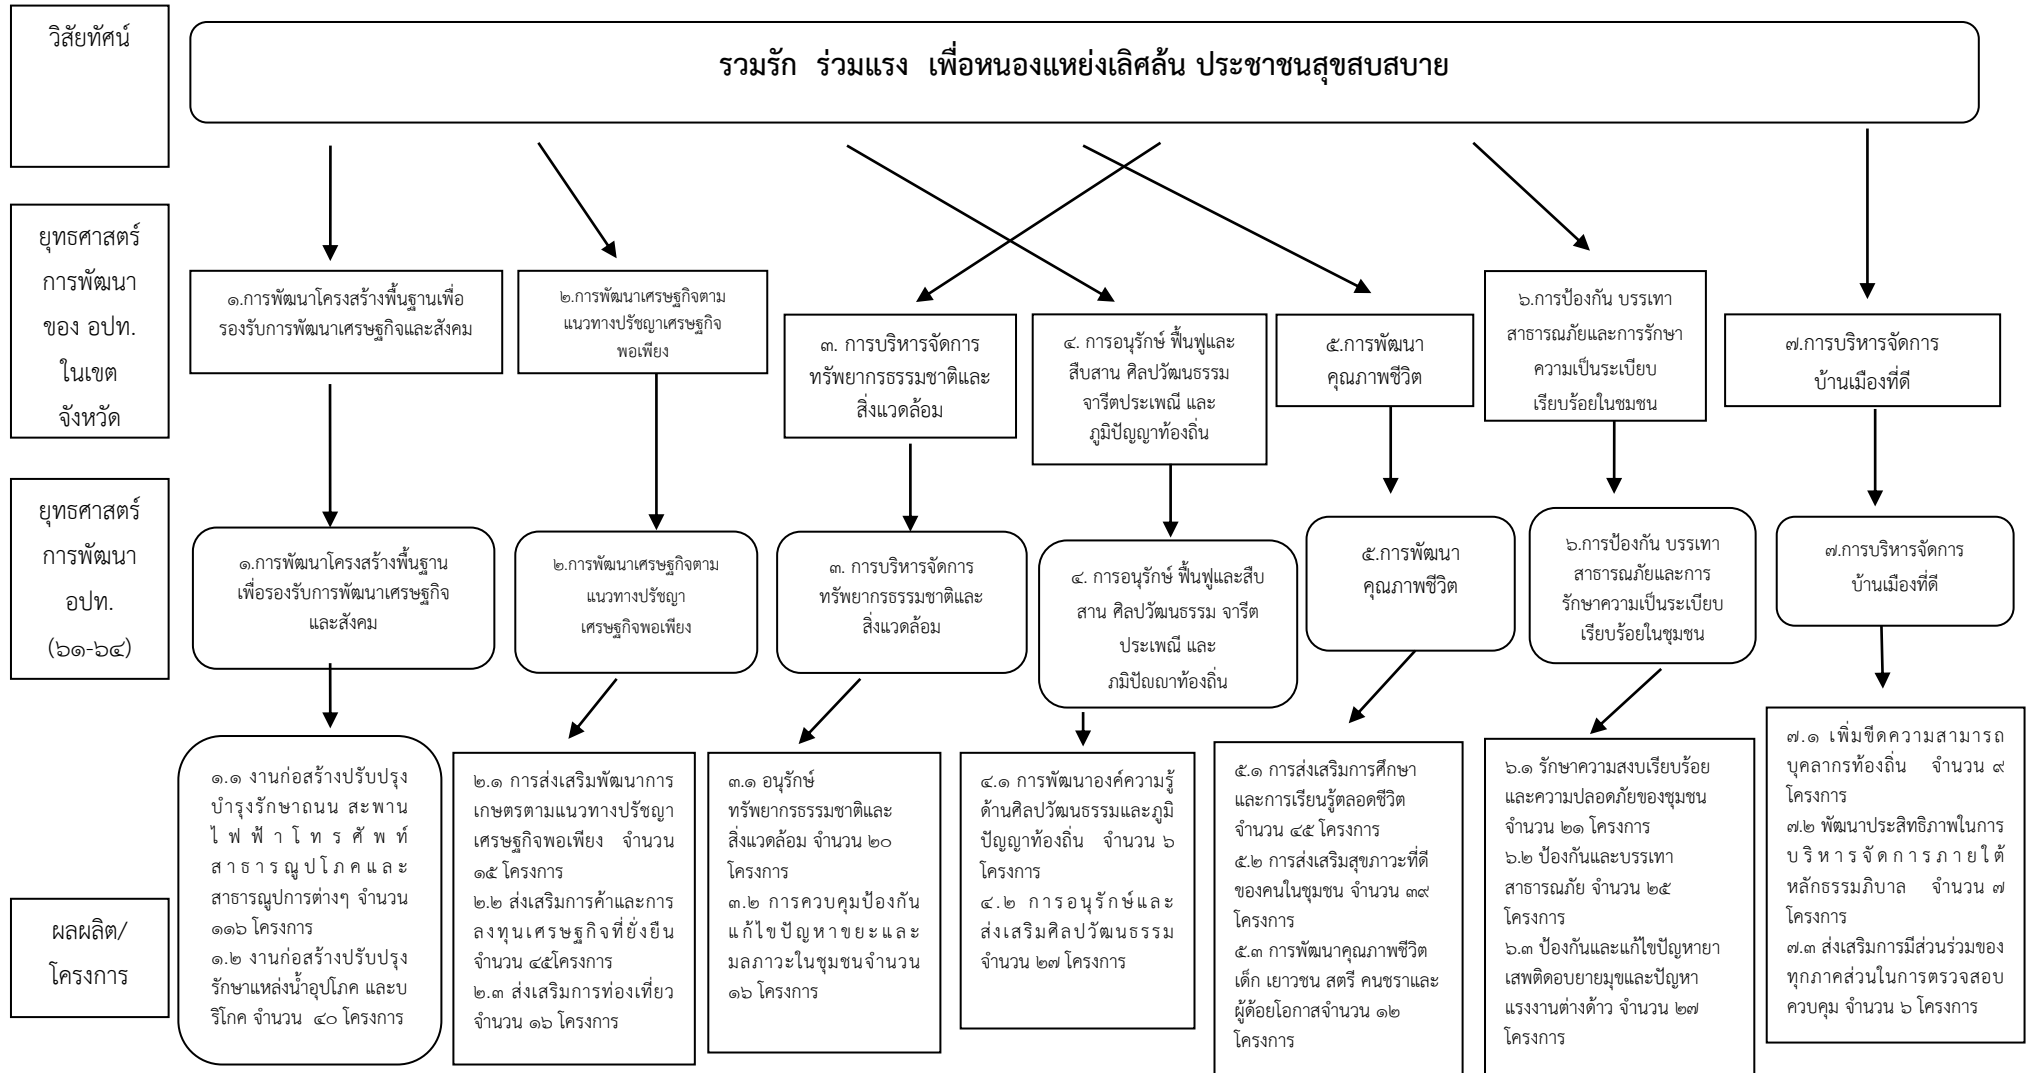 วิสัยทัศน์
รวมรัก ร่วมแรง เพื่อหนองแหย่งเลิศล้น ประชาชนสุขสบสบาย
ยุทธศาสตร์
การพัฒนา
ของ อปท.
ในเขต
จังหวัด
๑.การพัฒนาโครงสร้างพื้นฐานเพื่อ
รองรับการพัฒนาเศรษฐกิจและสังคม
๒.การพัฒนาเศรษฐกิจตาม
แนวทางปรัชญาเศรษฐกิจ
พอเพียง
๓. การบริหารจัดการ
ทรัพยากรธรรมชาติและ
สิ่งแวดล้อม
๔. การอนุรักษ์ ฟื้นฟูและ
สืบสาน ศิลปวัฒนธรรม
จารีตประเพณี และ
ภูมิปัญญาท้องถิ่น
๕.การพัฒนา
คุณภาพชีวิต
๖.การป้องกัน บรรเทา
สาธารณภัยและการรักษา
ความเป็นระเบียบ
เรียบร้อยในชมชน
๗.การบริหารจัดการ
บ้านเมืองที่ดี
ยุทธศาสตร์
การพัฒนา
อปท.
(๖๑-๖๔)
๑.การพัฒนาโครงสร้างพื้นฐาน
เพื่อรองรับการพัฒนาเศรษฐกิจ
และสังคม
๒.การพัฒนาเศรษฐกิจตาม
แนวทางปรัชญา
เศรษฐกิจพอเพียง
๓. การบริหารจัดการ
ทรัพยากรธรรมชาติและ
สิ่งแวดล้อม
๔. การอนุรักษ์ ฟื้นฟูและสืบ
สาน ศิลปวัฒนธรรม จารีต
ประเพณี และ
ภมิปัญญาท้องถิ่น
๕.การพัฒนา
คุณภาพชีวิต
๖.การป้องกัน บรรเทา
สาธารณภัยและการ
รักษาความเป็นระเบียบ
เรียบร้อยในชุมชน
๗.การบริหารจัดการ
บ้านเมืองที่ดี
ผลผลิต/
โครงการ
๑.๑ งานก่อสร้างปรับปรุง
บำรุงรักษาถนน สะพาน
ไฟฟ้าโทรศัพท์
สาธารณูปโภคและ
สาธารณูปการต่างๆ จำนวน
๑๑๖ โครงการ
๑.๒ งานก่อสร้างปรับปรุง
รักษาแหล่งน้ำอุปโภค และบ
ริโภค จำนวน ๔๐ โครงการ
๒.๑ การส่งเสริมพัฒนาการ
เกษตรตามแนวทางปรัชญา
เศรษฐกิจพอเพียง จำนวน
๑๕ โครงการ
๒.๒ ส่งเสริมการค้าและการ
ลงทุนเศรษฐกิจที่ยั่งยืน
จำนวน ๔๕โครงการ
๒.๓ ส่งเสริมการท่องเที่ยว
จำนวน ๑๖ โครงการ
๓.๑ อนุรักษ์
ทรัพยากรธรรมชาติและ
สิ่งแวดล้อม จำนวน ๒๐
โครงการ
๓.๒ การควบคุมป้องกัน
แก้ไขปัญหาขยะและ
มลภาวะในชุมชนจำนวน
๑๖ โครงการ
๔.๑ การพัฒนาองค์ความรู้
ด้านศิลปวัฒนธรรมและภูมิ
ปัญญาท้องถิ่น จำนวน ๖
โครงการ
๔.๒ การอนุรักษ์และ
ส่งเสริมศิลปวัฒนธรรม
จำนวน ๒๗ โครงการ
๕.๑ การส่งเสริมการศึกษา
และการเรียนรู้ตลอดชีวิต
จำนวน ๔๕ โครงการ
๕.๒ การส่งเสริมสุขภาวะที่ดี
ของคนในชุมชน จำนวน ๓๙
โครงการ
๕.๓ การพัฒนาคุณภาพชีวิต
เด็ก เยาวชน สตรี คนชราและ
ผู้ด้อยโอกาสจำนวน ๑๒
โครงการ
๖.๑ รักษาความสงบเรียบร้อย
และความปลอดภัยของชุมชน
จำนวน ๒๑ โครงการ
๖.๒ ป้องกันและบรรเทา
สาธารณภัย จำนวน ๒๕
โครงการ
๖.๓ ป้องกันและแก้ไขปัญหายา
เสพติดอบยายมุขและปัญหา
แรงงานต่างด้าว จำนวน ๒๗
โครงการ
๗.๑ เพิ่มขีดความสามารถ
บุคลากรท้องถิ่น จำนวน ๙
โครงการ
๗.๒ พัฒนาประสิทธิภาพในการ
บริหารจัดการภายใต้
หลักธรรมภิบาล จำนวน ๗
โครงการ
๗.๓ ส่งเสริมการมีส่วนร่วมของ
ทุกภาคส่วนในการตรวจสอบ
ควบคุม จำนวน ๖ โครงการ